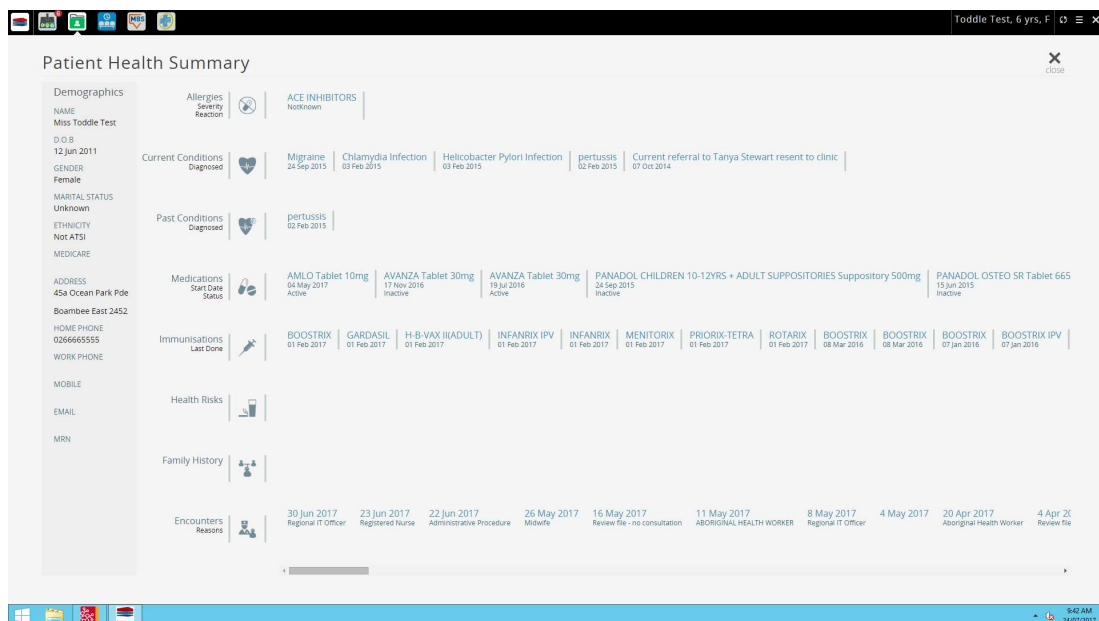 6
MBS
Toddle Test, 6 yrs, F
Patient Health Summary
close
Demographics
NAME
Miss Toddle Test
D.O.B
12 Jun 2011
GENDER
Female
MARITAL STATUS
Unknown
ETHNICITY
Not ATSI
MEDICARE
ADDRESS
45a Ocean Park Pde
Boambee East 2452
HOME PHONE
0266665555
WORK PHONE
MOBILE
EMAIL
MRN
Allergies
Severity
Reaction
ACE INHIBITORS
NotKnown
Current Conditions
Diagnosed
Migraine Chlamydia Infection Helicobacter Pylori Infection pertussis Current referral to Tanya Stewart resent to clinic
24 Sep 2015 03 Feb 2015 03 Feb 2015 02 Feb 2015 07 Oct 2014
Past Conditions
Diagnosed
pertussis
02 Feb 2015
Medications
Start Date
Status
AMLO Tablet 10mg AVANZA Tablet 30mg AVANZA Tablet 30mg PANADOL CHILDREN 10-12YRS + ADULT SUPPOSITORIES Suppository 500mg PANADOL OSTEO SR Tablet 665
04 May 2017 17 Nov 2016 19 Jul 2016 24 Sep 2015 15 Jun 2015
Active Inactive Active Inactive Inactive
Immunisations
Last Done
BOOSTRIX GARDASIL H-B-VAX II(ADULT) INFANRIX IPV INFANRIX MENITORIX PRIORIX-TETRA ROTARIX BOOSTRIX BOOSTRIX BOOSTRIX BOOSTRIX IPV
01 Feb 2017 01 Feb 2017 01 Feb 2017 01 Feb 2017 01 Feb 2017 01 Feb 2017 01 Feb 2017 01 Feb 2017 08 Mar 2016 08 Mar 2016 07 Jan 2016 07 Jan 2016
Health Risks
Family History
Encounters
Reasons
30 Jun 2017 23 Jun 2017 22 Jun 2017 26 May 2017 16 May 2017 11 May 2017 8 May 2017 4 May 2017 20 Apr 2017 4 Apr 20
Regional IT Officer Registered Nurse Administrative Procedure Midwife Review file - no consultation ABORIGINAL HEALTH WORKER Regional IT Officer Aboriginal Health Worker Review file
9:42 AM
24/07/2017